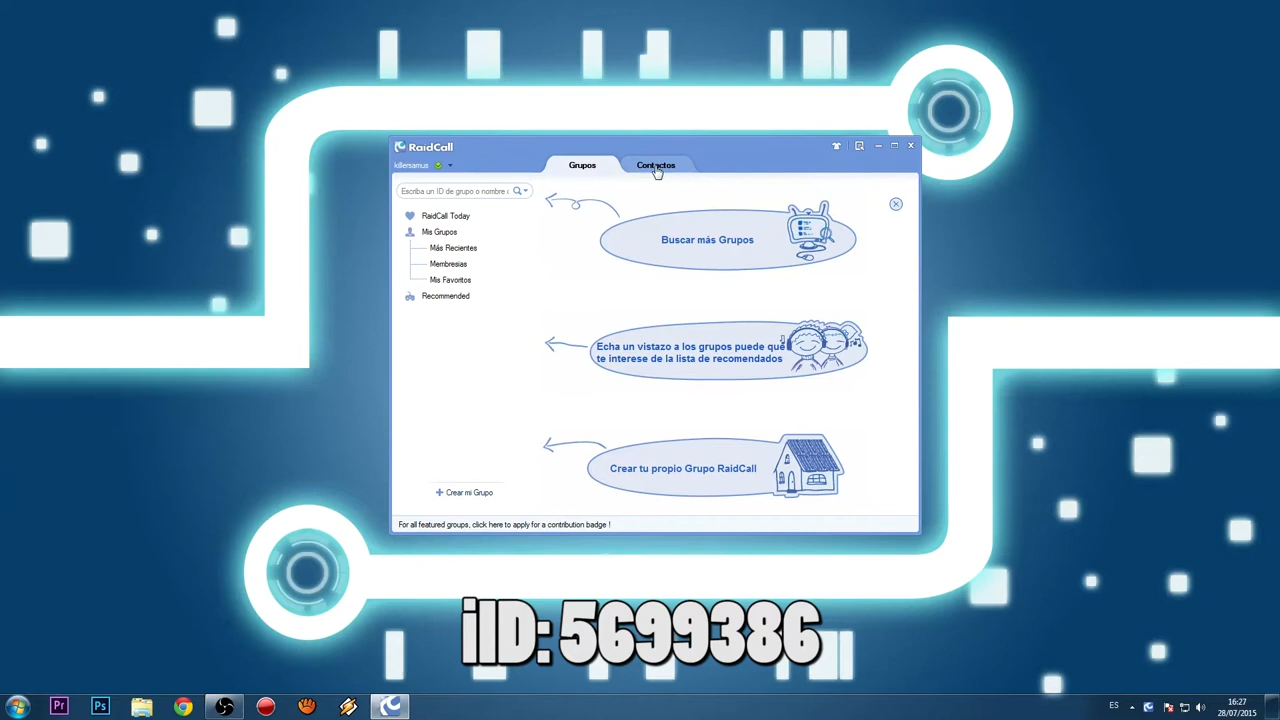 RaidCall
killersamus
Grupos
Contactos
Escriba un ID de grupo o nombre
RaidCall Today
Mis Grupos
Más Recientes
Membresias
Mis Favoritos
Recommended
Buscar más Grupos
Echa un vistazo a los grupos puede que
te interese de la lista de recomendados
Crear tu propio Grupo RaidCall
Crear mi Grupo
For all featured groups, click here to apply for a contribution badge !
iID: 5699386
Pr
Ps
ES
16:27
28/07/2015